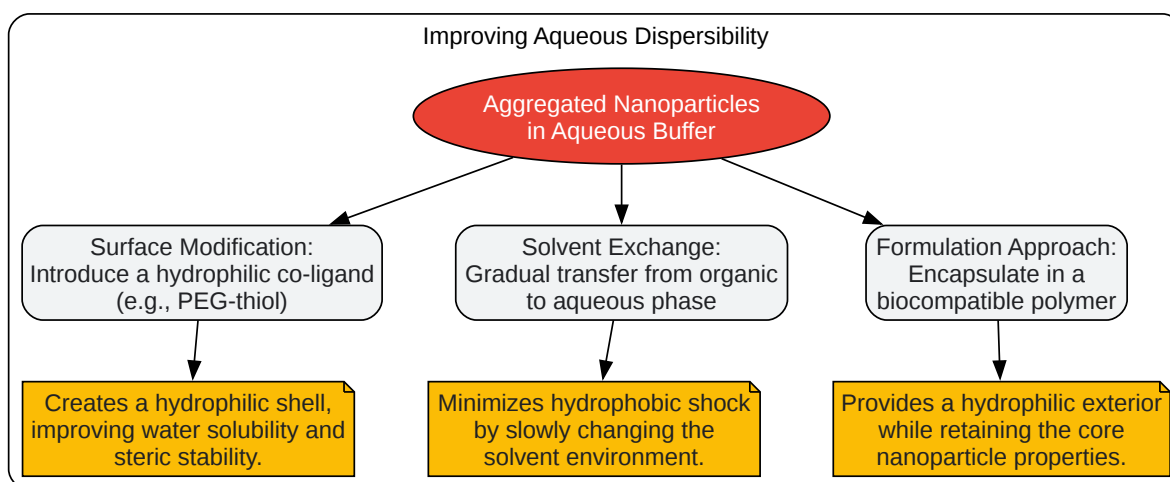 Improving Aqueous Dispersibility
Aggregated Nanoparticles
in Aqueous Buffer
Surface Modification:
Introduce a hydrophilic co-ligand
(e.g., PEG-thiol)
Solvent Exchange:
Gradual transfer from organic
to aqueous phase
Formulation Approach:
Encapsulate in a
biocompatible polymer
Creates a hydrophilic shell,
improving water solubility and
steric stability.
Minimizes hydrophobic shock
by slowly changing the
solvent environment.
Provides a hydrophilic exterior
while retaining the core
nanoparticle properties.